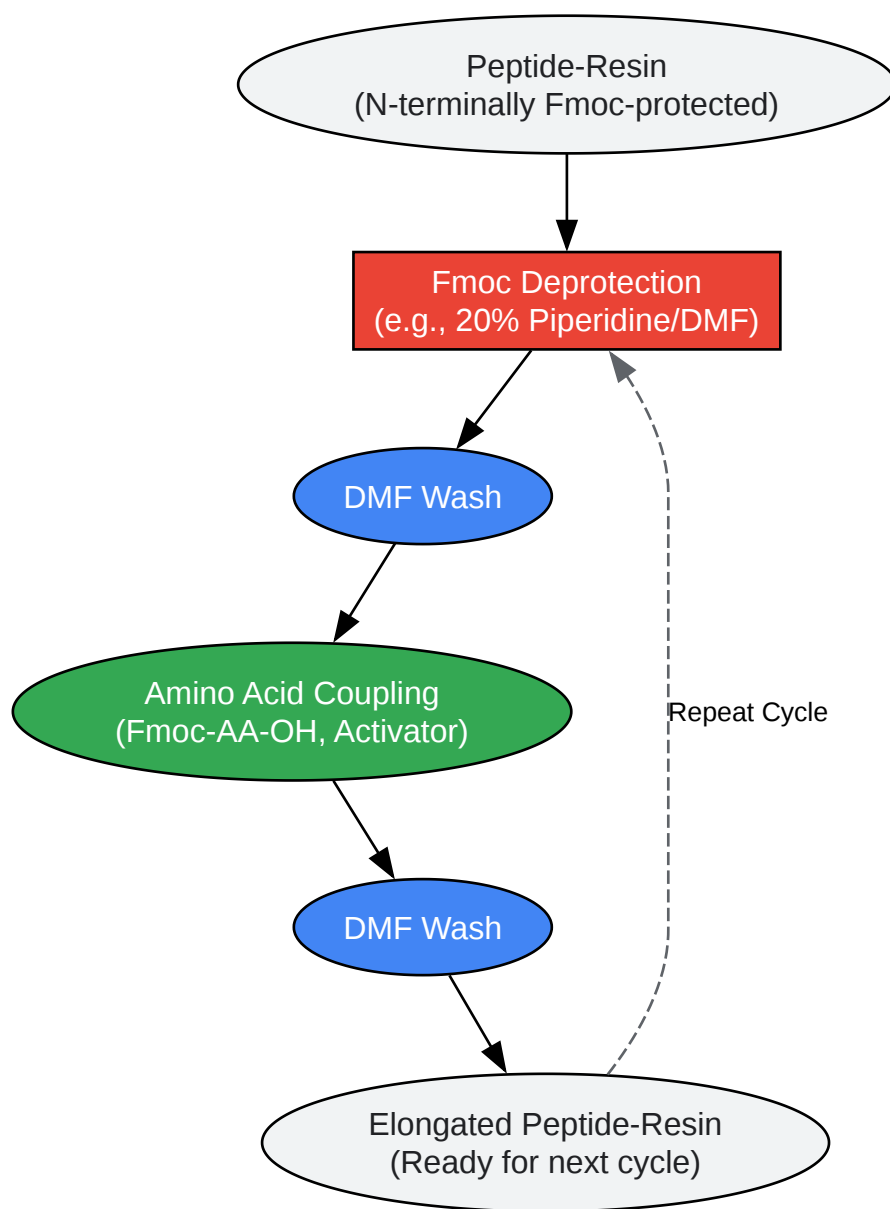 Peptide-Resin
(N-terminally Fmoc-protected)
Fmoc Deprotection
(e.g., 20% Piperidine/DMF)
DMF Wash
Amino Acid Coupling
(Fmoc-AA-OH, Activator)
Repeat Cycle
DMF Wash
Elongated Peptide-Resin
(Ready for next cycle)